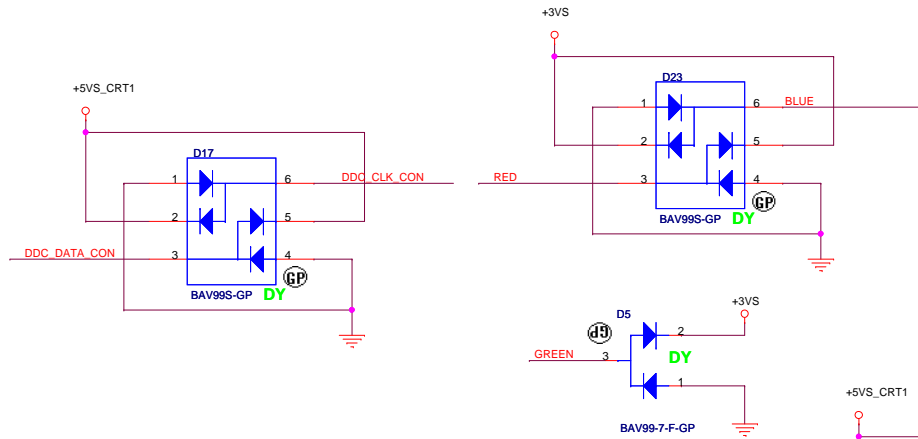 +5VS_CRT1
D17
1
6
DDC_CLK_CON
2
5
DDC_DATA_CON
3
4
GP
BAV99S-GP
DY
+3VS
D23
1
6
BLUE
2
5
RED
3
4
GP
BAV99S-GP
DY
D5
+3VS
GP
2
GREEN
3
DY
1
BAV99-7-F-GP
+5VS_CRT1